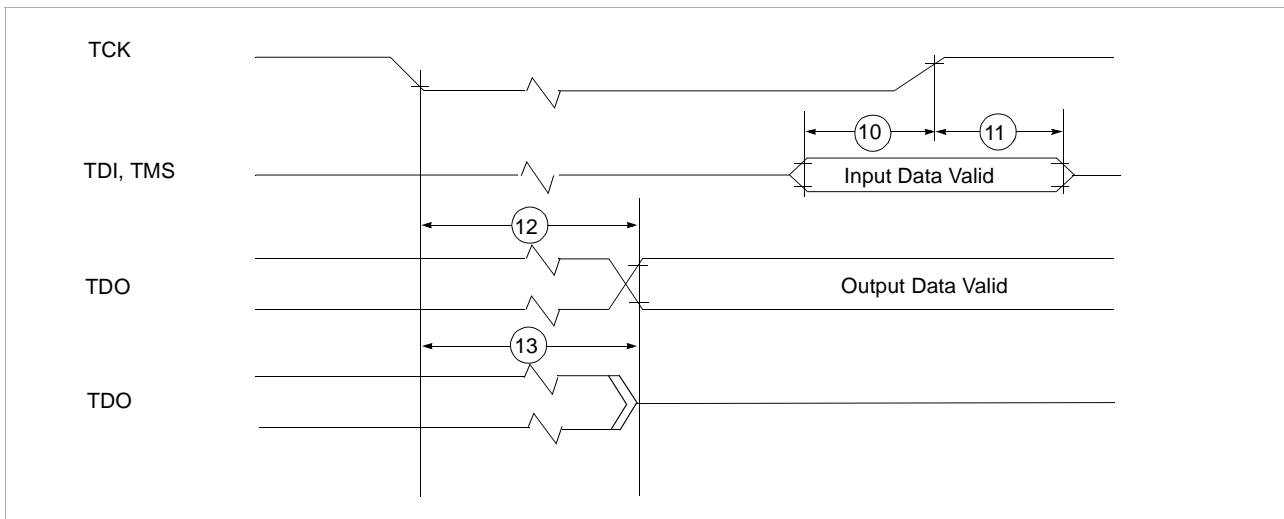 TCK
10
11
TDI, TMS
Input Data Valid
12
TDO
Output Data Valid
13
TDO